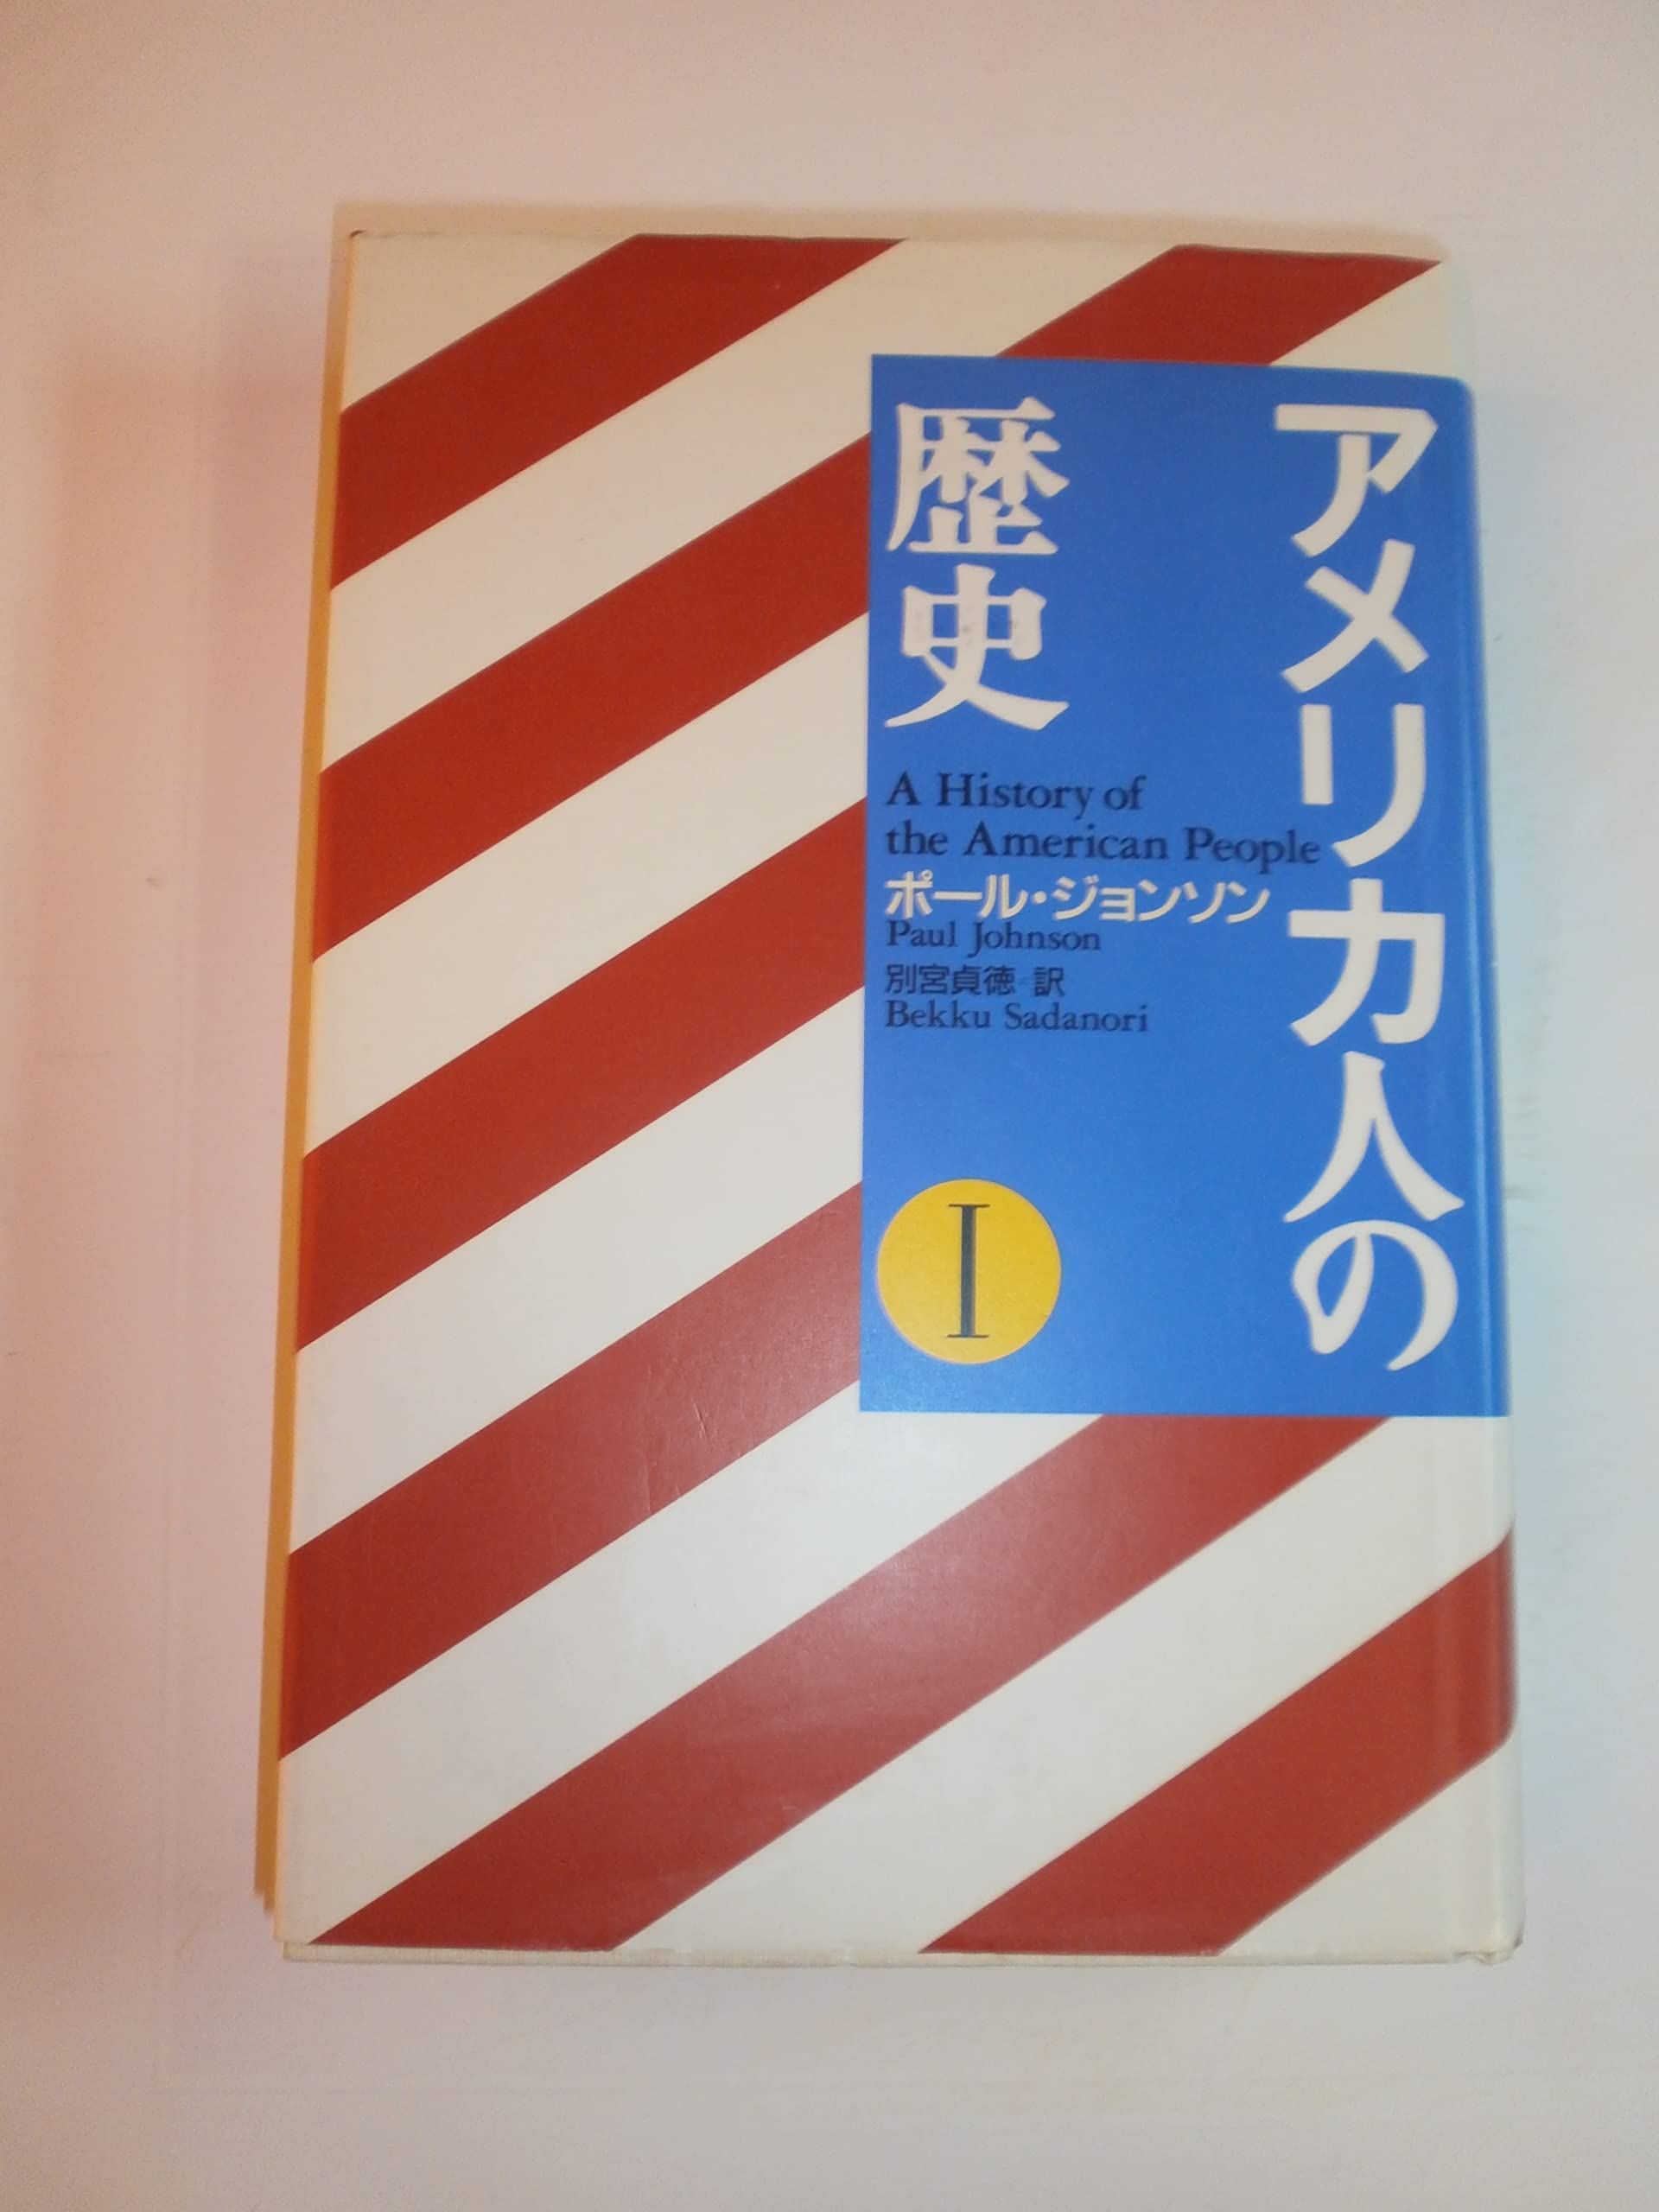 アメリカ人の
歴史
A History of
the American People
ポール・ジョンソン
Paul Johnson
別宮貞徳 訳
Bekku Sadanori
I